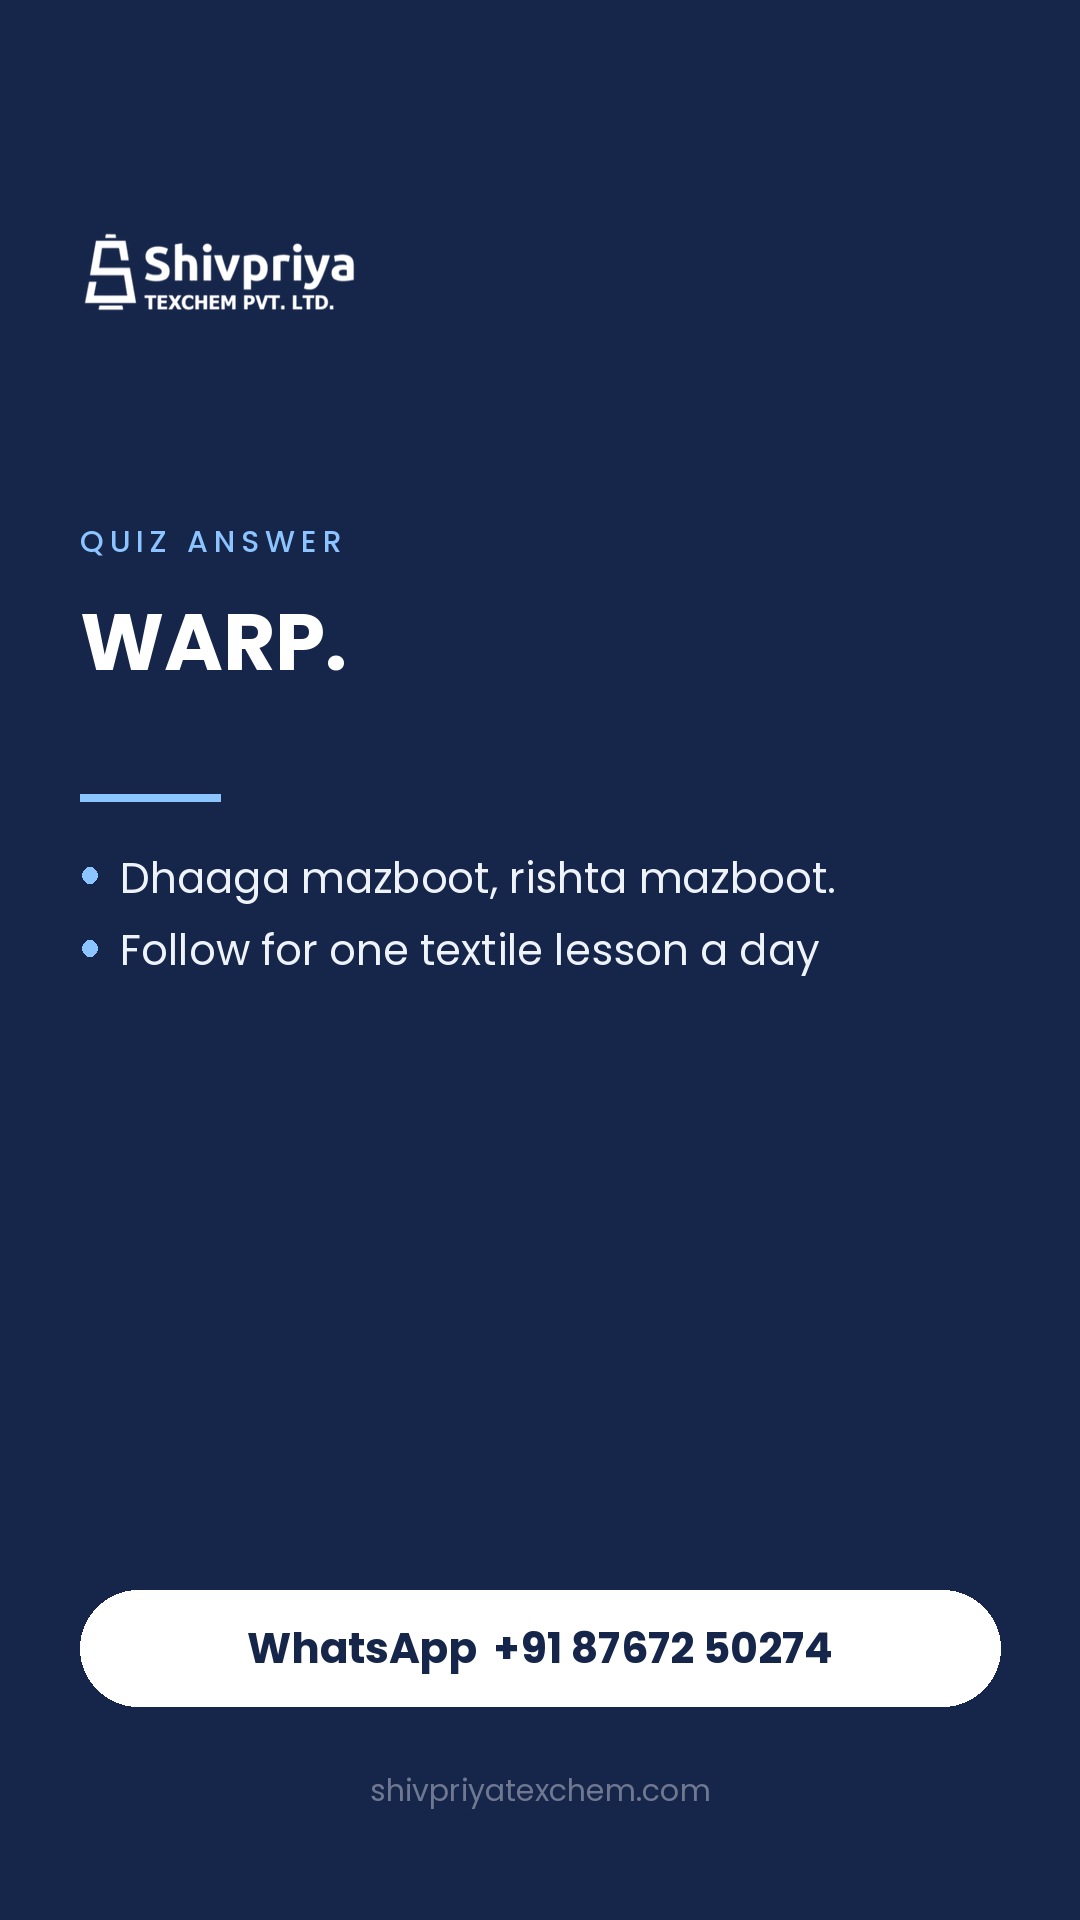 Shivpriya
TEXCHEM PVT. LTD.
QUIZ ANSWER
WARP.
Dhaaga mazboot, rishta mazboot.
Follow for one textile lesson a day
WhatsApp +91 87672 50274
shivpriyatexchem.com